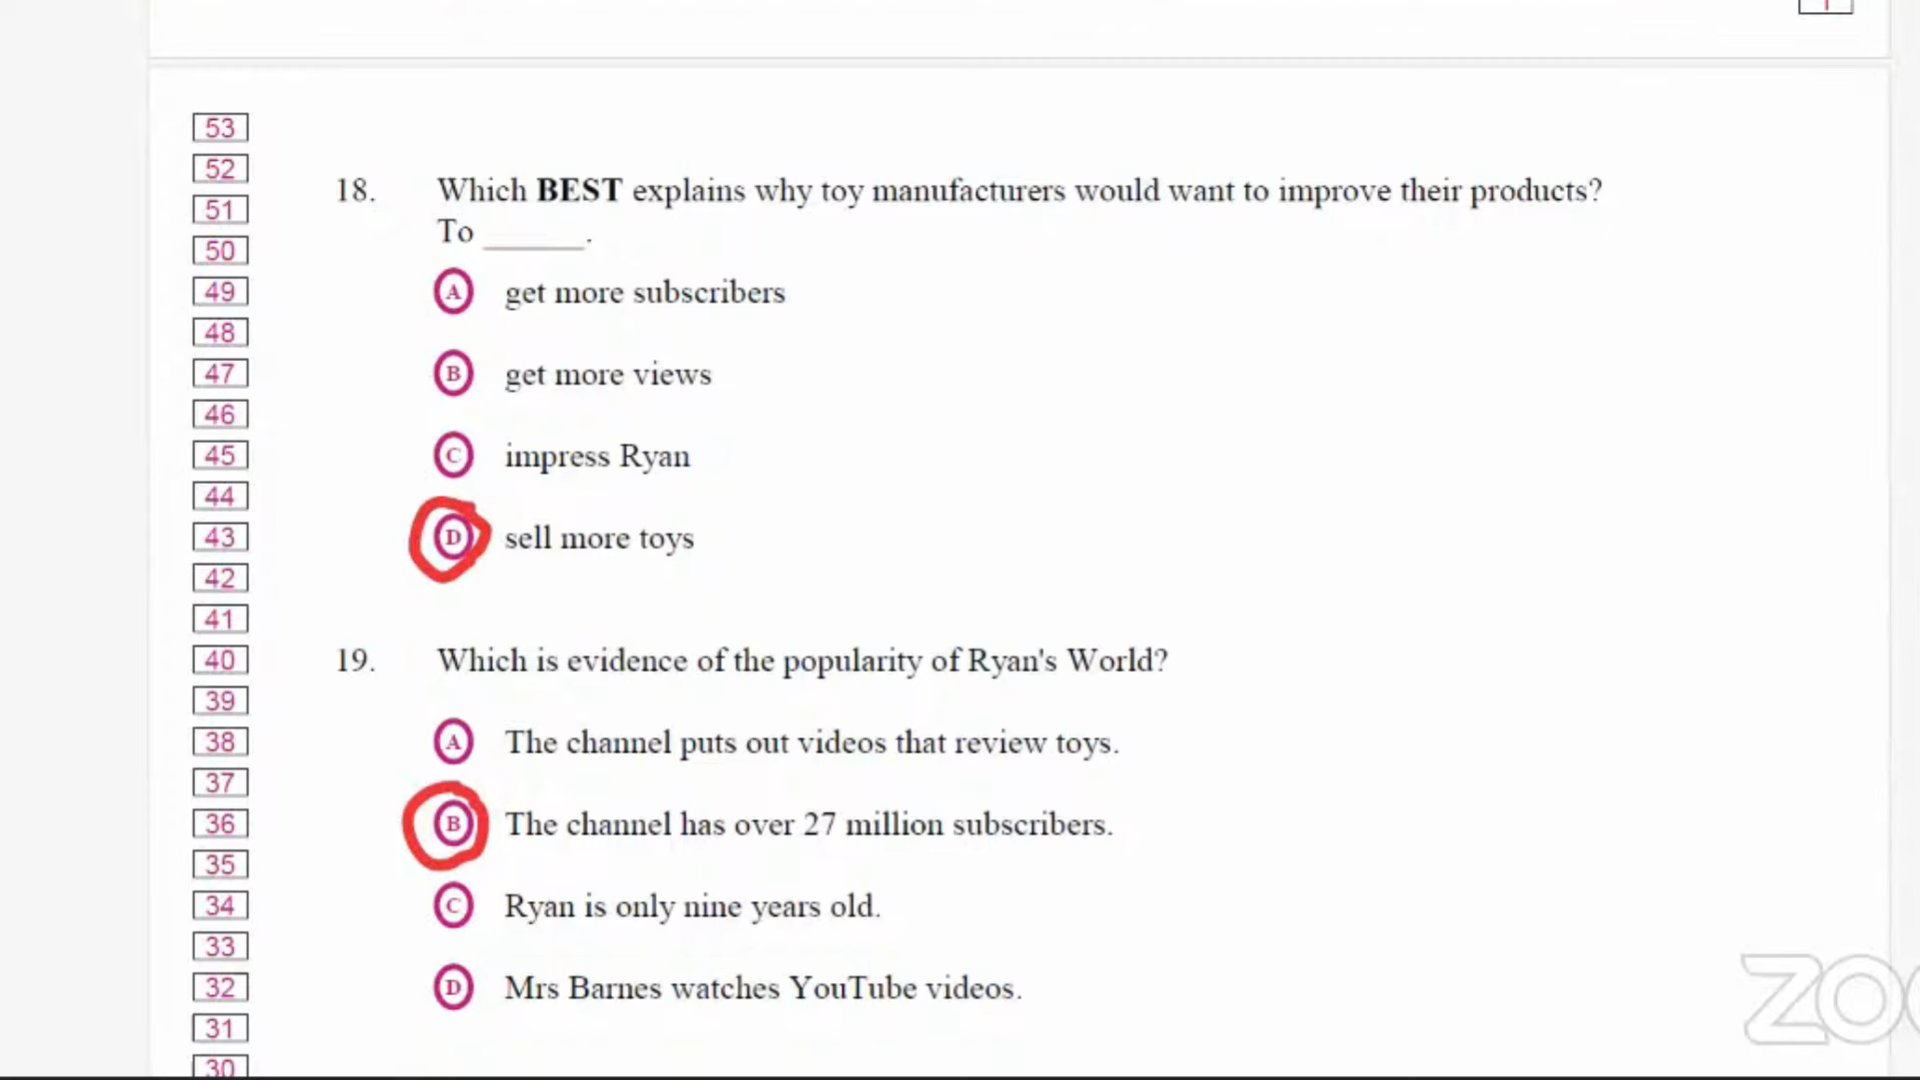 53
52
18. Which BEST explains why toy manufacturers would want to improve their products?
51
To ______.
50
49
A get more subscribers
48
47
B get more views
46
45
C impress Ryan
44
43
D sell more toys
42
41
40
19. Which is evidence of the popularity of Ryan's World?
39
38
A The channel puts out videos that review toys.
37
36
B The channel has over 27 million subscribers.
35
34
C Ryan is only nine years old.
33
32
D Mrs Barnes watches YouTube videos.
31
30